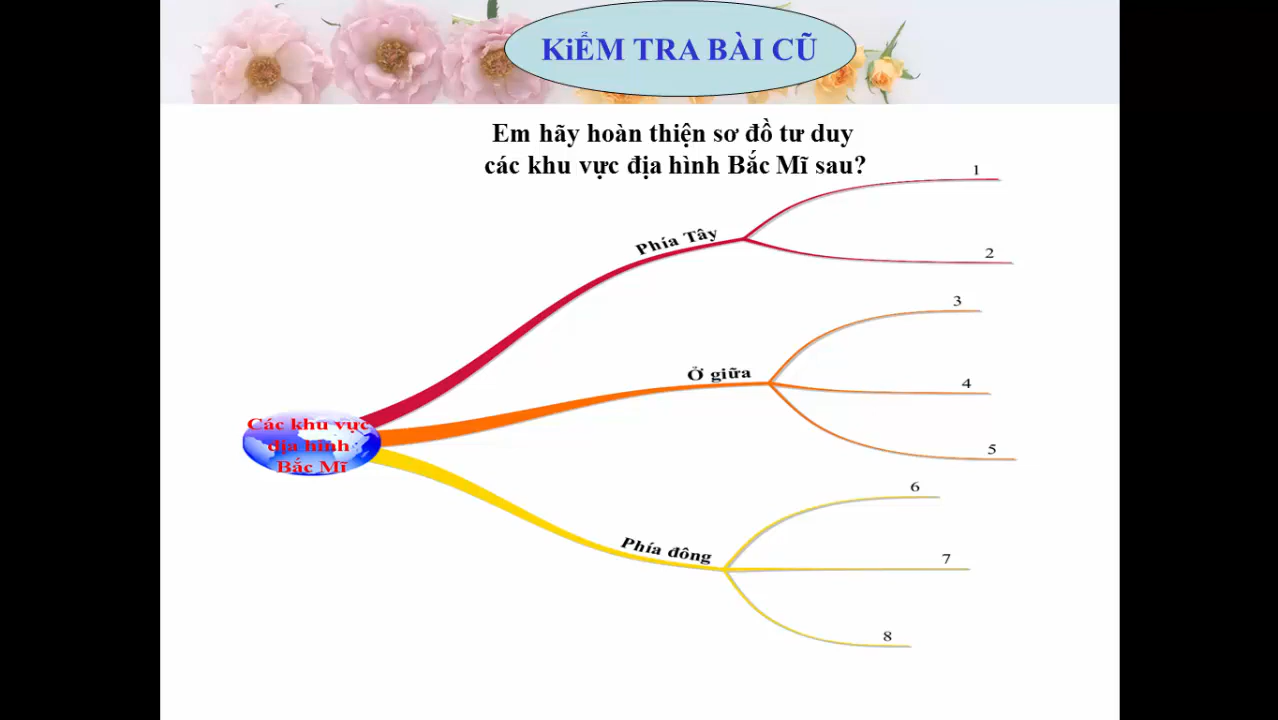 KiỂM TRA BÀI CŨ
Em hãy hoàn thiện sơ đồ tư duy
các khu vực địa hình Bắc Mĩ sau?
1
Phía Tây
2
3
Ở giữa
4
Các khu vực
địa hình
Bắc Mĩ
5
6
Phía đông
7
8